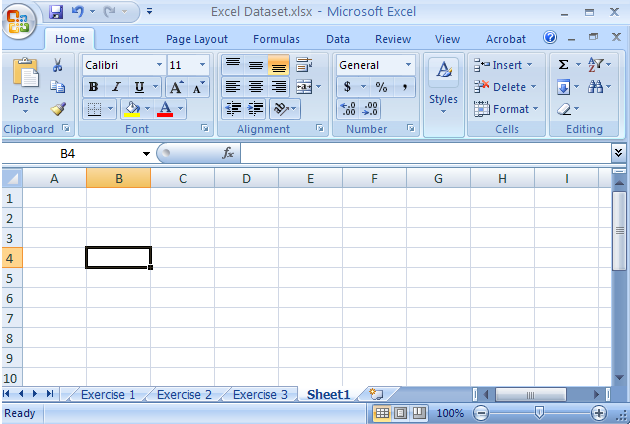 Excel Dataset.xlsx - Microsoft Excel
Home Insert Page Layout Formulas Data Review View Acrobat
Calibri 11 General Insert Σ A Z
Paste B I U A A $ % , Styles Delete
A .0 .00 .00 .0 Format
Clipboard Font Alignment Number Cells Editing
B4 fx
A B C D E F G H I
1
2
3
4
5
6
7
8
9
10
Exercise 1 Exercise 2 Exercise 3 Sheet1
Ready 100%